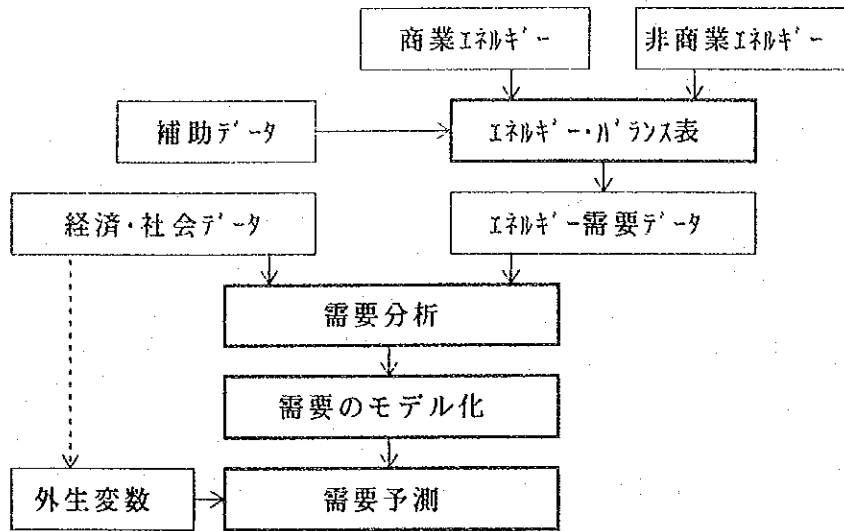 商業ｴﾈﾙｷﾞｰ
非商業ｴﾈﾙｷﾞｰ
補助ﾃﾞｰﾀ
ｴﾈﾙｷﾞｰ･ﾊﾞﾗﾝｽ表
経済･社会ﾃﾞｰﾀ
ｴﾈﾙｷﾞｰ需要ﾃﾞｰﾀ
需要分析
需要のモデル化
外生変数
需要予測